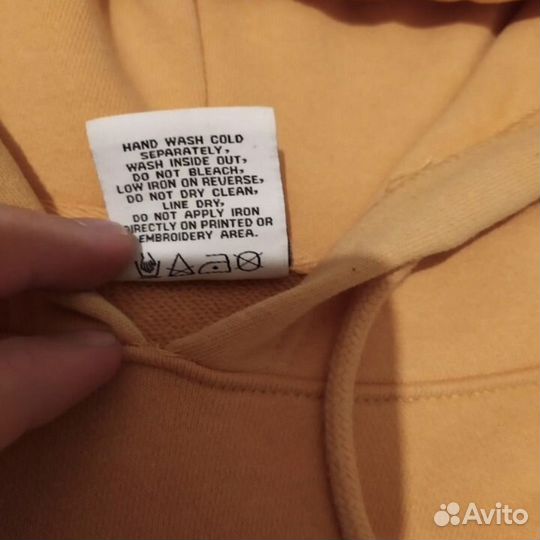 HAND WASH COLD
SEPARATELY,
WASH INSIDE OUT,
DO NOT BLEACH,
LOW IRON ON REVERSE,
DO NOT DRY CLEAN,
LINE DRY,
DO NOT APPLY IRON
DIRECTLY ON PRINTED OR
EMBROIDERY AREA.
Avito